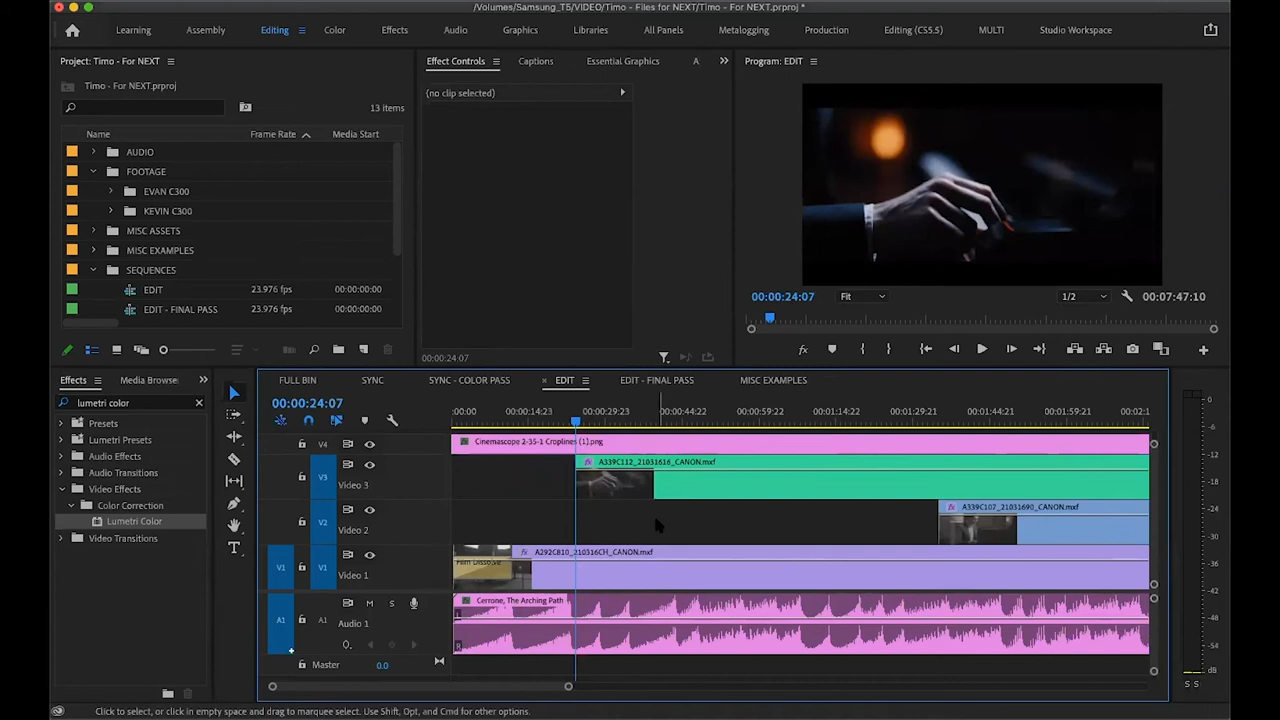 /Volumes/Samsung_T5/VIDEO/Timo - Files for NEXT/Timo - For NEXT.prproj *
Learning Assembly Editing Color Effects Audio Graphics Libraries All Panels Metalogging Production Editing (CS5.5) MULTI Studio Workspace
Project: Timo - For NEXT
Timo - For NEXT.prproj
13 items
Name Frame Rate Media Start
AUDIO
FOOTAGE
EVAN C300
KEVIN C300
MISC ASSETS
MISC EXAMPLES
SEQUENCES
EDIT 23.976 fps 00:00:00:00
EDIT - FINAL PASS 23.976 fps 00:00:00:00
Effect Controls Captions Essential Graphics A
(no clip selected)
00:00:24:07
Program: EDIT
00:00:24:07 Fit 1/2 00:07:47:10
Effects Media Browse
lumetri color
Presets
Lumetri Presets
Audio Effects
Audio Transitions
Video Effects
Color Correction
Lumetri Color
Video Transitions
FULL BIN SYNC SYNC - COLOR PASS EDIT EDIT - FINAL PASS MISC EXAMPLES
00:00:24:07
:00:00 00:00:14:23 00:00:29:23 00:00:44:22 00:00:59:22 00:01:14:22 00:01:29:21 00:01:44:21 00:01:59:21 00:02:1
V4 Cinemascope 2-35-1 Croplines (1).png
V3 Video 3 A339C112_21031616_CANON.mxf
V2 Video 2 A339C107_21031690_CANON.mxf
V1 V1 Video 1 Film Dissolve A292C810_210316CH_CANON.mxf
A1 A1 M S Audio 1 Cerrone, The Arching Path
L
R
Master 0.0
0
-6
-12
-18
-24
-30
-36
-42
-48
-54
dB
S S
Click to select, or click in empty space and drag to marquee select. Use Shift, Opt, and Cmd for other options.